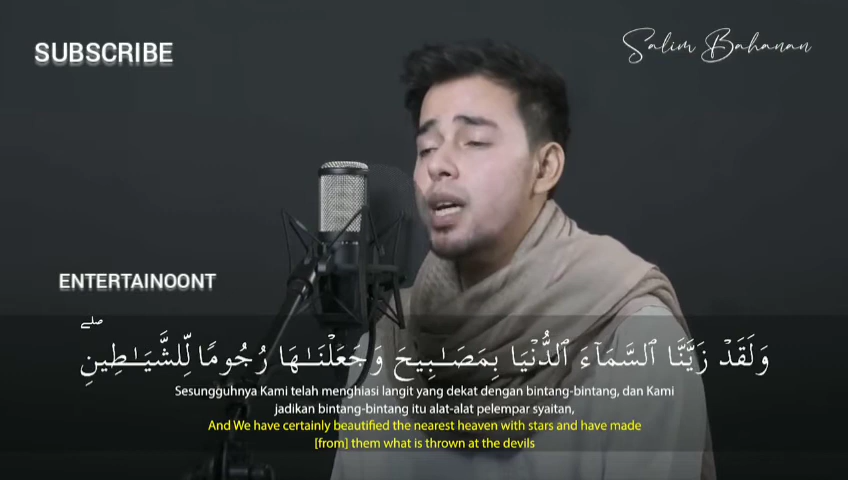 SUBSCRIBE
Salim Bahanan
ENTERTAINOONT
وَلَقَدْ زَيَّنَّا ٱلسَّمَآءَ ٱلدُّنْيَا بِمَصَـٰبِيحَ وَجَعَلْنَـٰهَا رُجُومًا لِّلشَّيَـٰطِينِ ۖ
Sesungguhnya Kami telah menghiasi langit yang dekat dengan bintang-bintang, dan Kami
jadikan bintang-bintang itu alat-alat pelempar syaitan,
And We have certainly beautified the nearest heaven with stars and have made
[from] them what is thrown at the devils